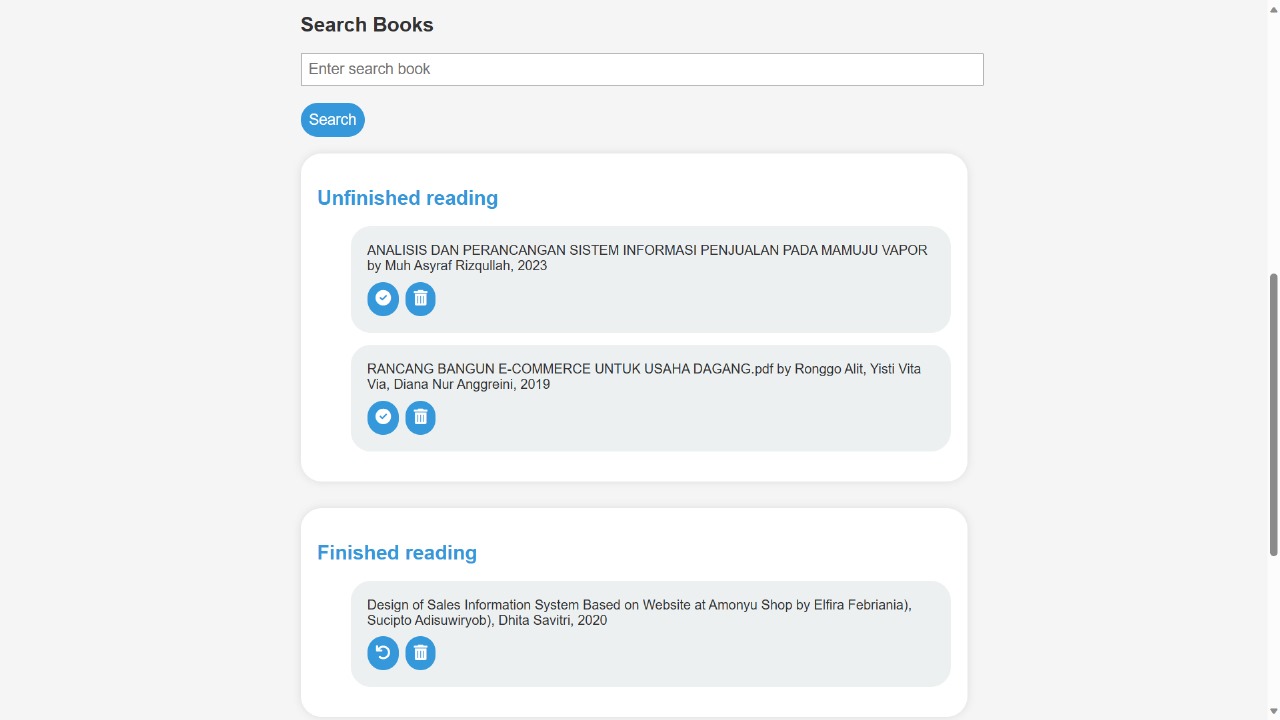 Search Books
Enter search book
Search
Unfinished reading
ANALISIS DAN PERANCANGAN SISTEM INFORMASI PENJUALAN PADA MAMUJU VAPOR
by Muh Asyraf Rizqullah, 2023
RANCANG BANGUN E-COMMERCE UNTUK USAHA DAGANG.pdf by Ronggo Alit, Yisti Vita
Via, Diana Nur Anggreini, 2019
Finished reading
Design of Sales Information System Based on Website at Amonyu Shop by Elfira Febriania),
Sucipto Adisuwiryob), Dhita Savitri, 2020